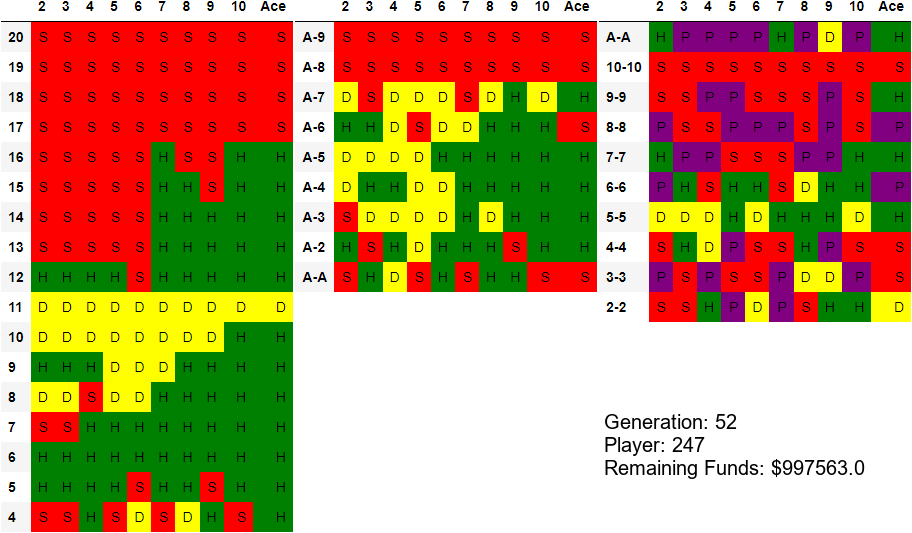 2 3 4 5 6 7 8 9 10 Ace
20 S S S S S S S S S S
19 S S S S S S S S S S
18 S S S S S S S S S S
17 S S S S S S S S S S
16 S S S S S H S S H H
15 S S S S S H H S H H
14 S S S S S H H H H H
13 S S S S S H H H H H
12 H H H H S H H H H H
11 D D D D D D D D D D
10 D D D D D D D D H H
9 H H H D D D H H H H
8 D D S D D H H H H H
7 S S H H H H H H H H
6 H H H H H H H H H H
5 H H H H S H H S H H
4 S S H S D S D H S H
2 3 4 5 6 7 8 9 10 Ace
A-9 S S S S S S S S S S
A-8 S S S S S S S S S S
A-7 D S D D D S D H D H
A-6 H H D S D D H H H S
A-5 D D D D H H H H H H
A-4 D H H D D H H H H H
A-3 S D D D D H D H H H
A-2 H S H D H H H S H H
A-A S H D S H S H H S S
2 3 4 5 6 7 8 9 10 Ace
A-A H P P P P H P D P H
10-10 S S S S S S S S S S
9-9 S S P P S S S P S H
8-8 P S S P P P S P S P
7-7 H P P S S S P P H H
6-6 P H S H H S D H H P
5-5 D D D H D H H H D H
4-4 S H D P S S H P S S
3-3 P S P S S P D D P S
2-2 S S H P D P S H H D
Generation: 52
Player: 247
Remaining Funds: $997563.0